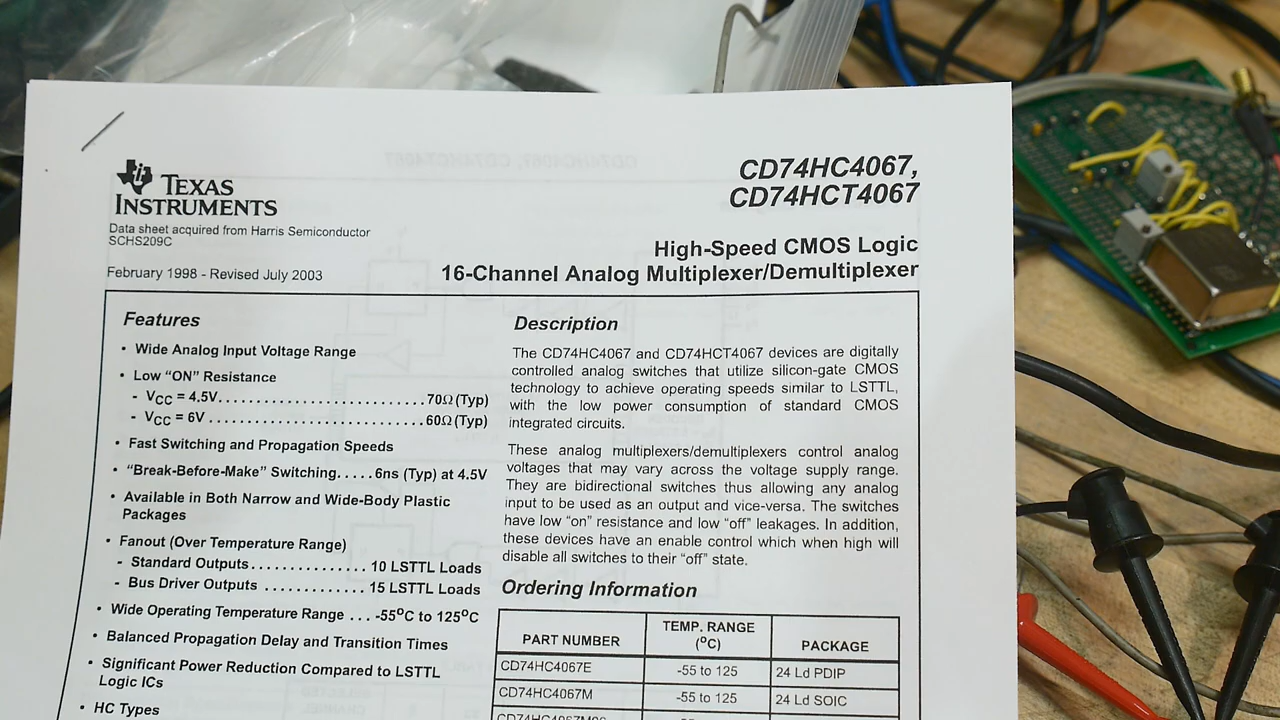 TEXAS
INSTRUMENTS
Data sheet acquired from Harris Semiconductor
SCHS209C
February 1998 - Revised July 2003
CD74HC4067,
CD74HCT4067
High-Speed CMOS Logic
16-Channel Analog Multiplexer/Demultiplexer
Features
• Wide Analog Input Voltage Range
• Low “ON” Resistance
- VCC = 4.5V. . . . . . . . . . . . . . . . . . . . . . . . . . 70Ω (Typ)
- VCC = 6V . . . . . . . . . . . . . . . . . . . . . . . . . . . 60Ω (Typ)
• Fast Switching and Propagation Speeds
• “Break-Before-Make” Switching. . . . . 6ns (Typ) at 4.5V
• Available in Both Narrow and Wide-Body Plastic
Packages
• Fanout (Over Temperature Range)
- Standard Outputs . . . . . . . . . . . . . . 10 LSTTL Loads
- Bus Driver Outputs . . . . . . . . . . . . 15 LSTTL Loads
• Wide Operating Temperature Range . . . -55oC to 125oC
• Balanced Propagation Delay and Transition Times
• Significant Power Reduction Compared to LSTTL
Logic ICs
• HC Types
Description
The CD74HC4067 and CD74HCT4067 devices are digitally
controlled analog switches that utilize silicon-gate CMOS
technology to achieve operating speeds similar to LSTTL,
with the low power consumption of standard CMOS
integrated circuits.
These analog multiplexers/demultiplexers control analog
voltages that may vary across the voltage supply range.
They are bidirectional switches thus allowing any analog
input to be used as an output and vice-versa. The switches
have low “on” resistance and low “off” leakages. In addition,
these devices have an enable control which when high will
disable all switches to their “off” state.
Ordering Information
PART NUMBER TEMP. RANGE (oC) PACKAGE
CD74HC4067E -55 to 125 24 Ld PDIP
CD74HC4067M -55 to 125 24 Ld SOIC